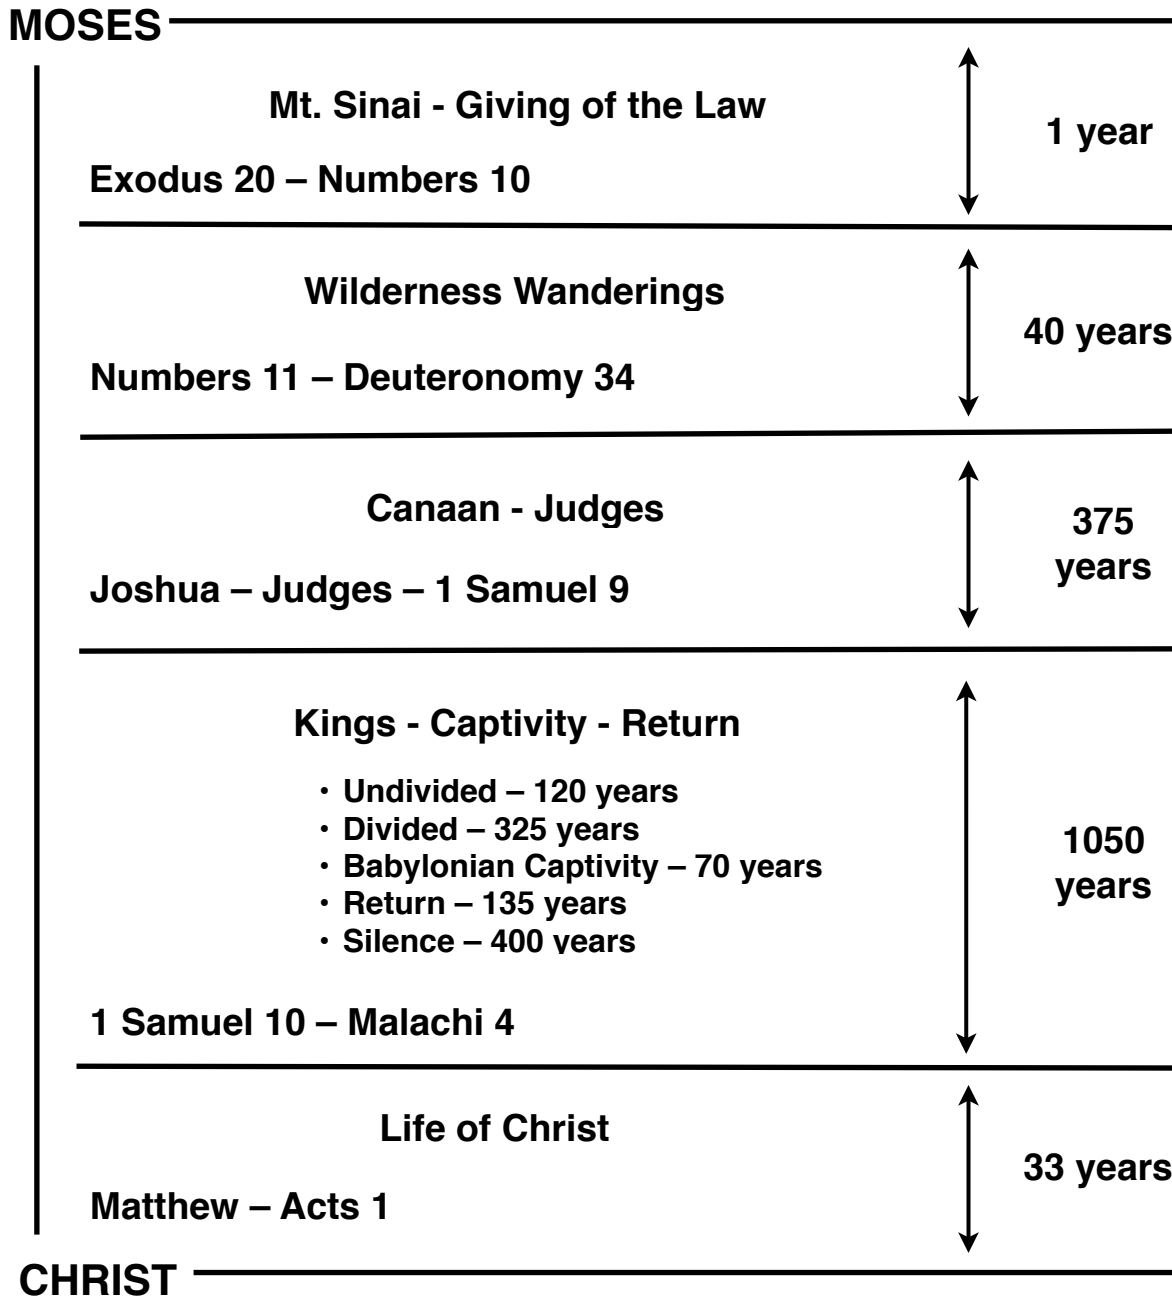 MOSES
Mt. Sinai - Giving of the Law
1 year
Exodus 20 – Numbers 10
Wilderness Wanderings
40 years
Numbers 11 – Deuteronomy 34
Canaan - Judges
375
years
Joshua – Judges – 1 Samuel 9
Kings - Captivity - Return
• Undivided – 120 years
• Divided – 325 years
• Babylonian Captivity – 70 years
• Return – 135 years
• Silence – 400 years
1050
years
1 Samuel 10 – Malachi 4
Life of Christ
33 years
Matthew – Acts 1
CHRIST